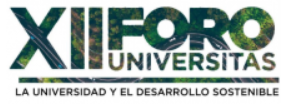 XII FORO
UNIVERSITAS
LA UNIVERSIDAD Y EL DESARROLLO SOSTENIBLE